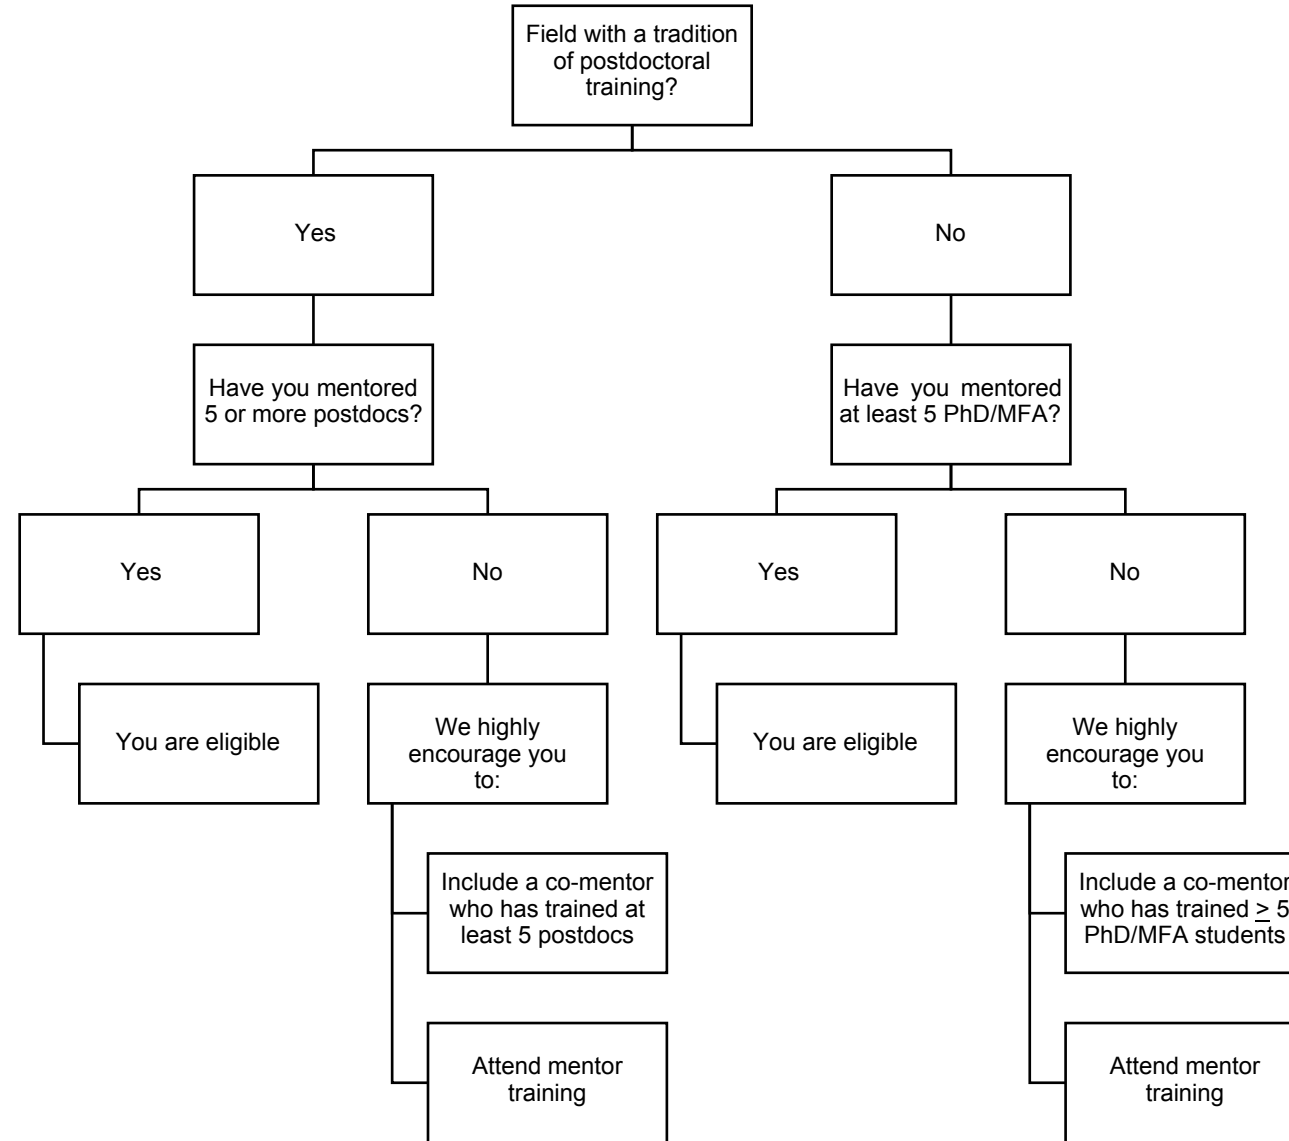 Field with a tradition
of postdoctoral
training?
Yes
No
Have you mentored
5 or more postdocs?
Have you mentored
at least 5 PhD/MFA?
Yes
No
Yes
No
You are eligible
We highly
encourage you
to:
You are eligible
We highly
encourage you
to:
Include a co-mentor
who has trained at
least 5 postdocs
Include a co-mentor
who has trained ≥ 5
PhD/MFA students
Attend mentor
training
Attend mentor
training